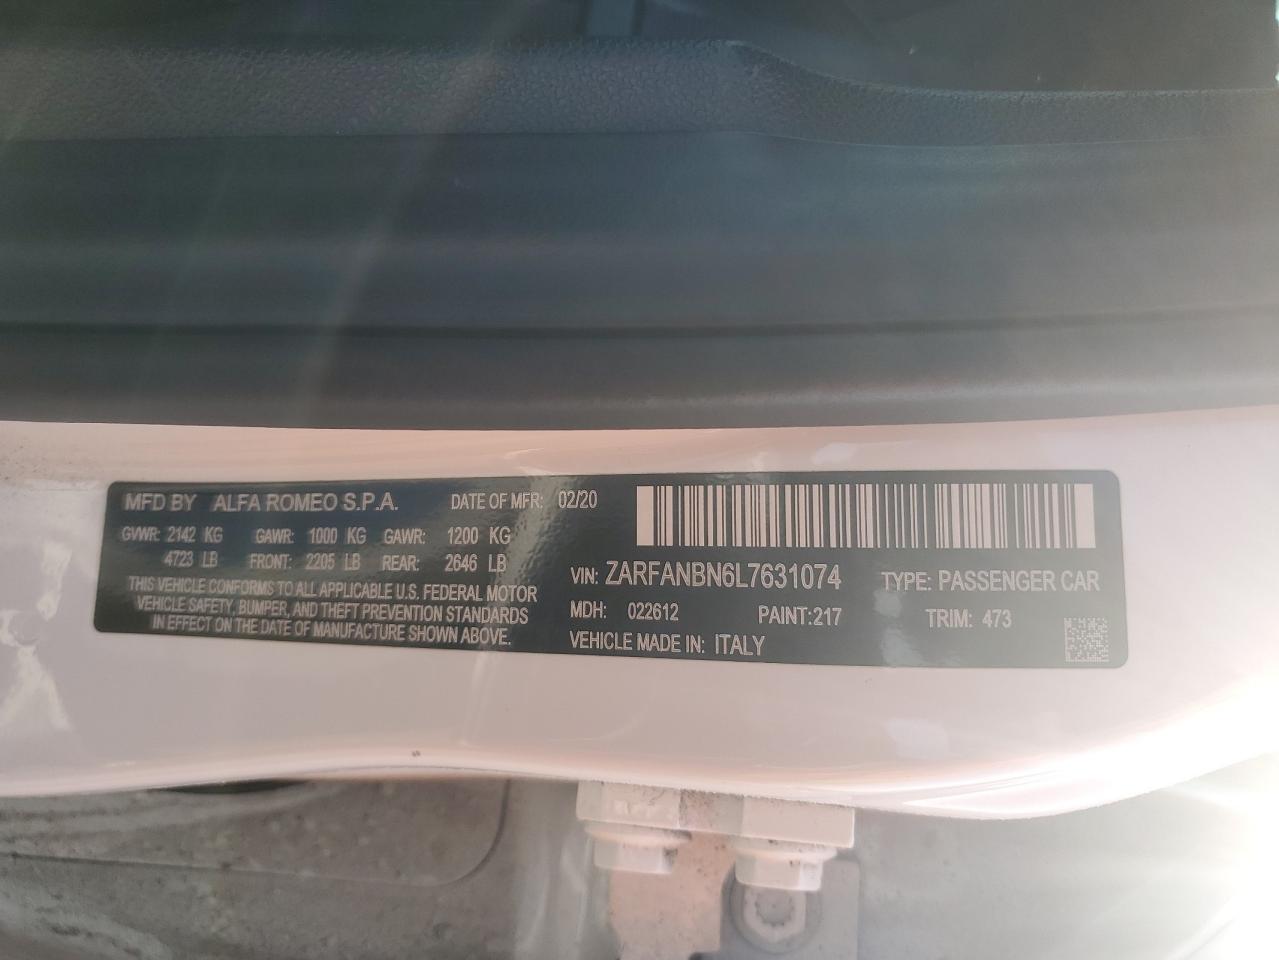 MFD BY ALFA ROMEO S.P.A. DATE OF MFR: 02/20
GVWR: 2142 KG GAWR: 1000 KG GAWR: 1200 KG
4723 LB FRONT: 2205 LB REAR: 2646 LB
THIS VEHICLE CONFORMS TO ALL APPLICABLE U.S. FEDERAL MOTOR
VEHICLE SAFETY, BUMPER, AND THEFT PREVENTION STANDARDS
IN EFFECT ON THE DATE OF MANUFACTURE SHOWN ABOVE.
VIN: ZARFANBN6L7631074 TYPE: PASSENGER CAR
MDH: 022612 PAINT:217 TRIM: 473
VEHICLE MADE IN: ITALY